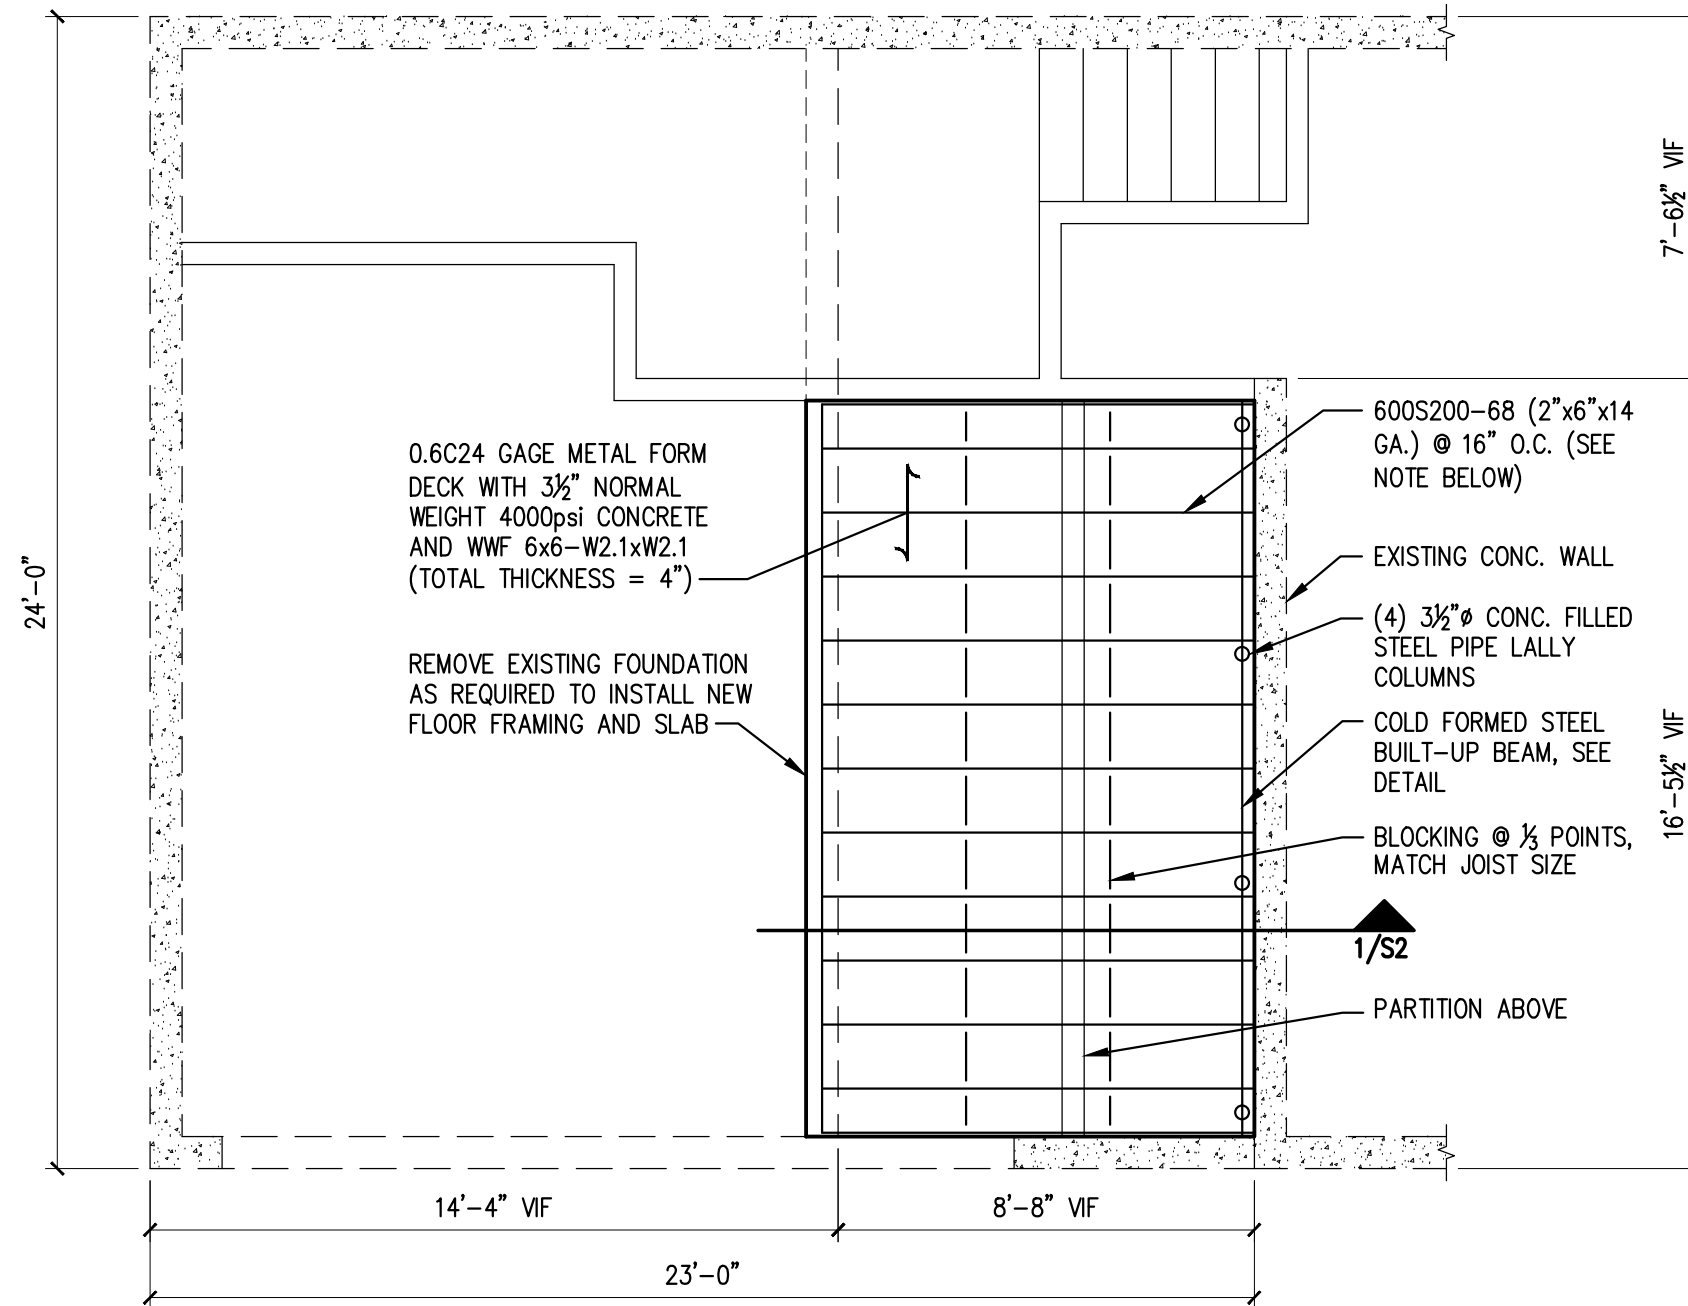 7'-6½" VIF
0.6C24 GAGE METAL FORM
DECK WITH 3½" NORMAL
WEIGHT 4000psi CONCRETE
AND WWF 6x6-W2.1xW2.1
(TOTAL THICKNESS = 4")
600S200-68 (2"x6"x14
GA.) @ 16" O.C. (SEE
NOTE BELOW)
24'-0"
EXISTING CONC. WALL
(4) 3½"ø CONC. FILLED
STEEL PIPE LALLY
COLUMNS
REMOVE EXISTING FOUNDATION
AS REQUIRED TO INSTALL NEW
FLOOR FRAMING AND SLAB
COLD FORMED STEEL
BUILT-UP BEAM, SEE
DETAIL
16'-5½" VIF
BLOCKING @ ⅓ POINTS,
MATCH JOIST SIZE
1/S2
PARTITION ABOVE
14'-4" VIF
8'-8" VIF
23'-0"